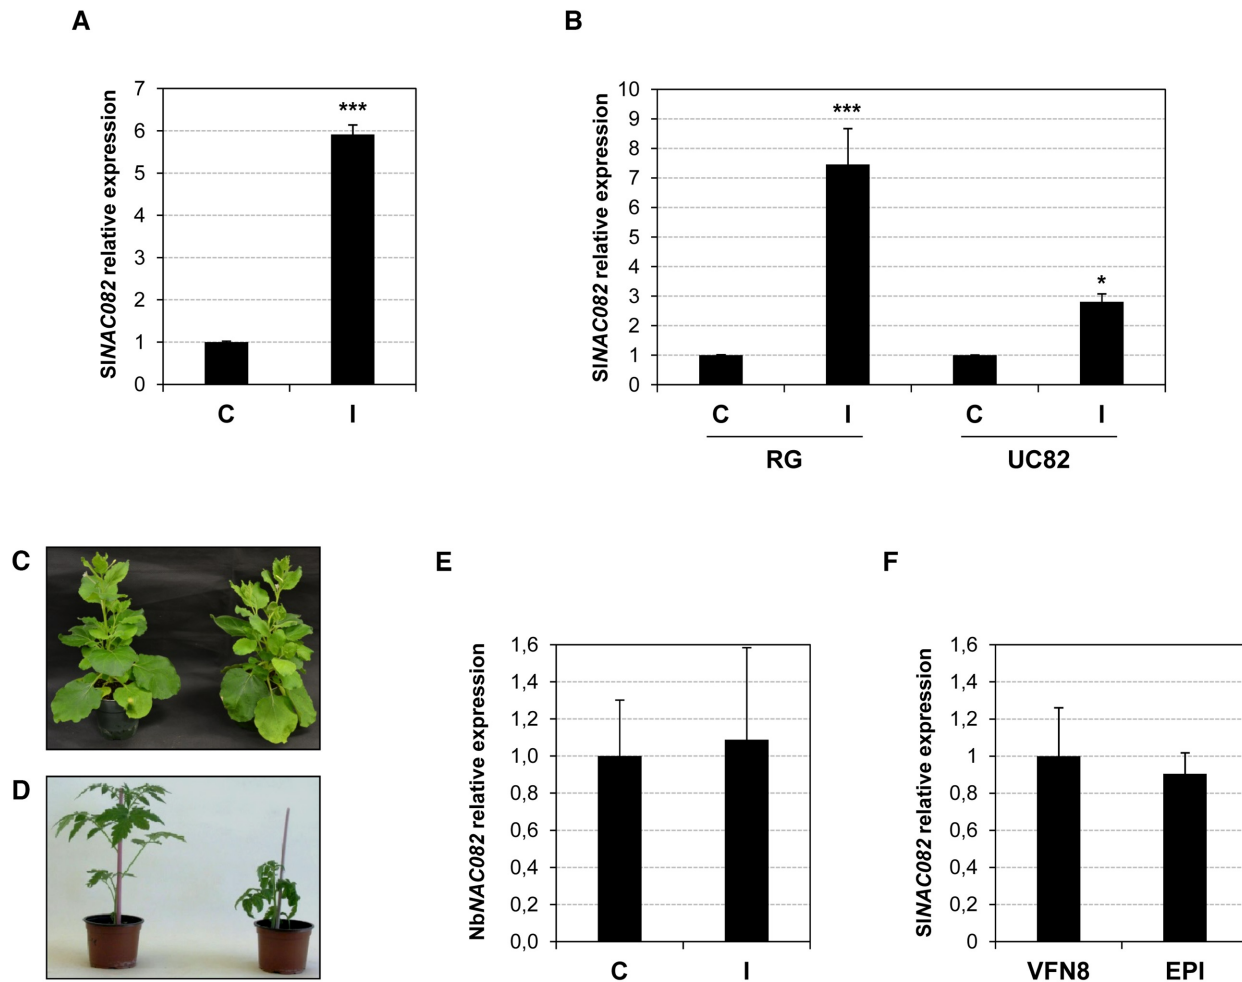 A
SlNAC082 relative expression
7
6
5
4
3
2
1
0
***
C
I
B
SlNAC082 relative expression
10
9
8
7
6
5
4
3
2
1
0
***
*
C
I
C
I
RG
UC82
C
D
E
NbNAC082 relative expression
1,6
1,4
1,2
1,0
0,8
0,6
0,4
0,2
0,0
C
I
F
SlNAC082 relative expression
1,6
1,4
1,2
1
0,8
0,6
0,4
0,2
0
VFN8
EPI